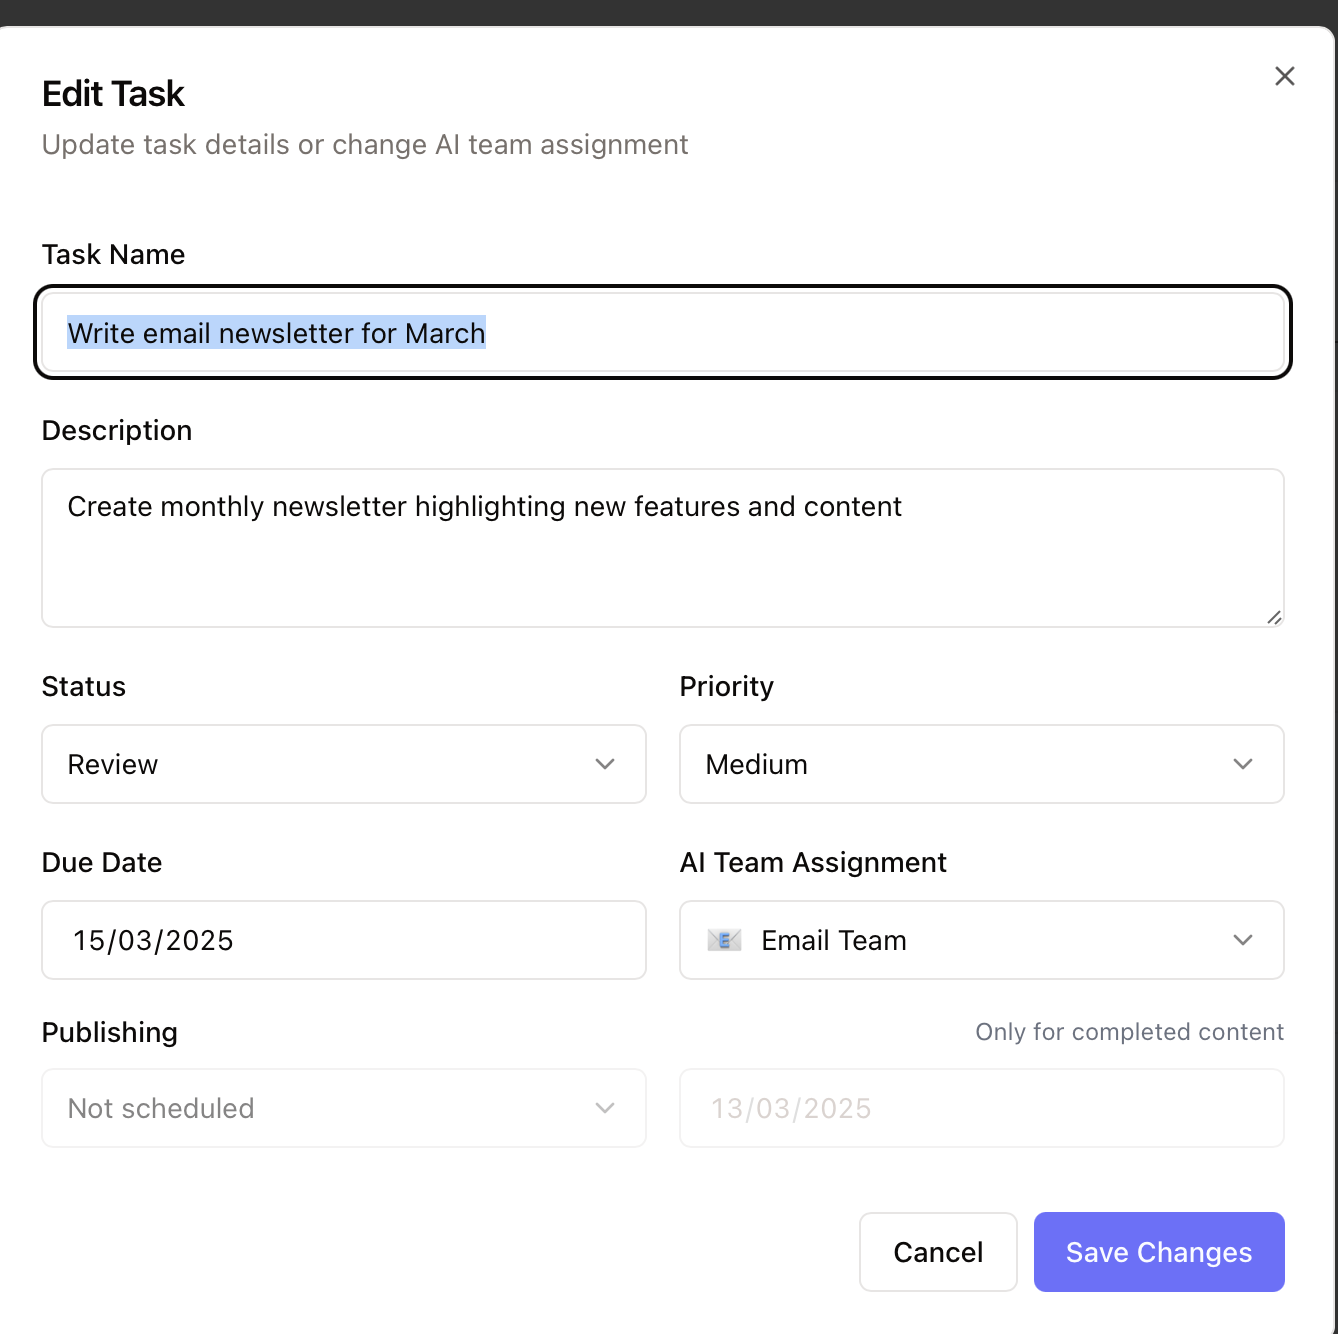 Edit Task
Update task details or change AI team assignment
Task Name
Write email newsletter for March
Description
Create monthly newsletter highlighting new features and content
Status
Priority
Review
Medium
Due Date
AI Team Assignment
15/03/2025
📧 Email Team
Publishing
Only for completed content
Not scheduled
13/03/2025
Cancel
Save Changes